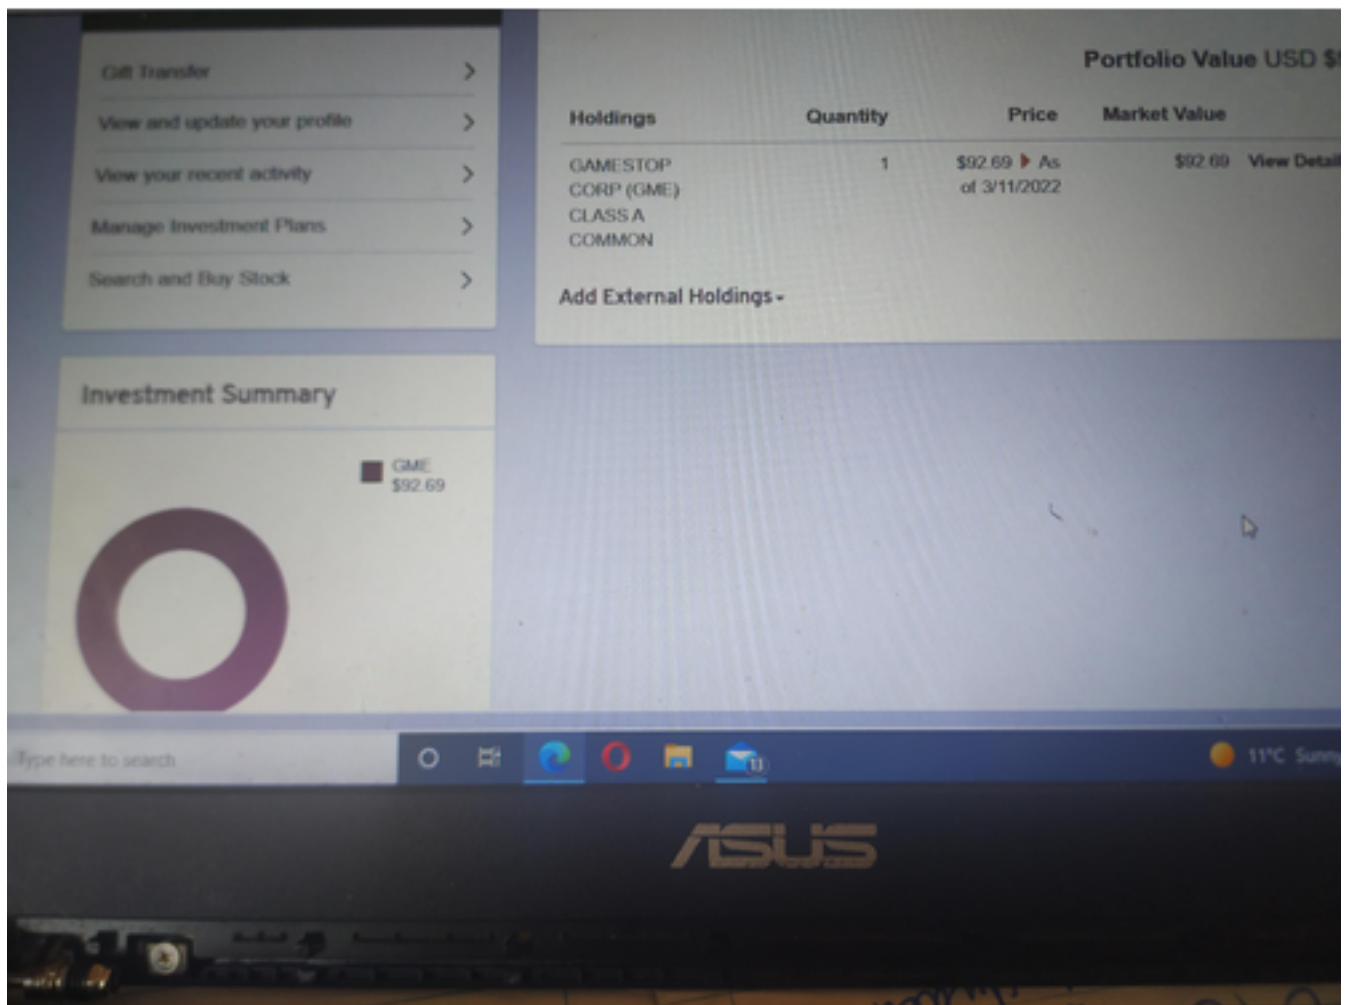 Gift Transfer
View and update your profile
View your recent activity
Manage Investment Plans
Search and Buy Stock
Portfolio Value USD $
Holdings Quantity Price Market Value
GAMESTOP 1 $92.69 As $92.69 View Detail
CORP (GME) of 3/11/2022
CLASS A
COMMON
Add External Holdings
Investment Summary
GME
$92.69
Type here to search
13
11°C Sunny
ASUS